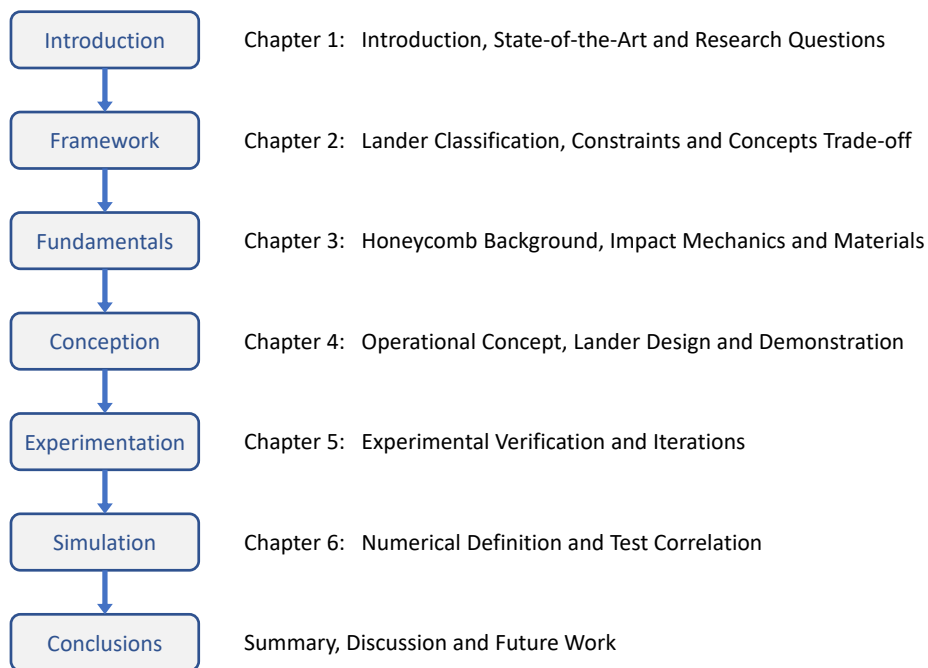 Introduction Chapter 1: Introduction, State-of-the-Art and Research Questions
Framework Chapter 2: Lander Classification, Constraints and Concepts Trade-off
Fundamentals Chapter 3: Honeycomb Background, Impact Mechanics and Materials
Conception Chapter 4: Operational Concept, Lander Design and Demonstration
Experimentation Chapter 5: Experimental Verification and Iterations
Simulation Chapter 6: Numerical Definition and Test Correlation
Conclusions Summary, Discussion and Future Work